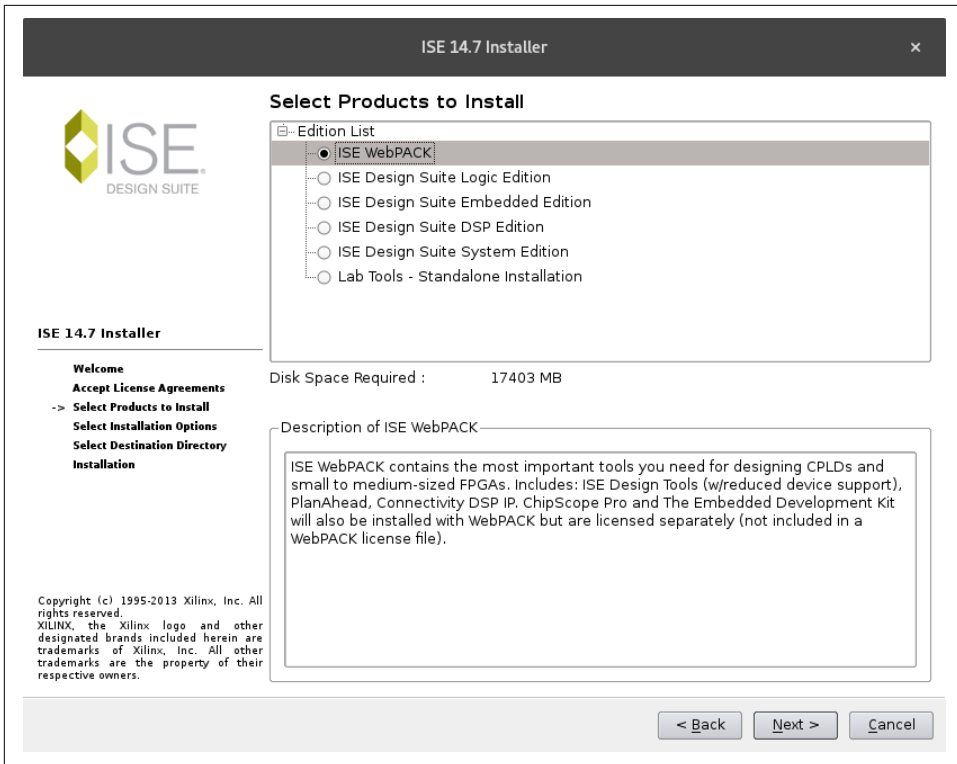 ISE 14.7 Installer
×
ISE.
DESIGN SUITE
ISE 14.7 Installer
Welcome
Accept License Agreements
-> Select Products to Install
Select Installation Options
Select Destination Directory
Installation
Copyright (c) 1995-2013 Xilinx, Inc. All
rights reserved.
XILINX, the Xilinx logo and other
designated brands included herein are
trademarks of Xilinx, Inc. All other
trademarks are the property of their
respective owners.
Select Products to Install
Edition List
ISE WebPACK
ISE Design Suite Logic Edition
ISE Design Suite Embedded Edition
ISE Design Suite DSP Edition
ISE Design Suite System Edition
Lab Tools - Standalone Installation
Disk Space Required : 17403 MB
Description of ISE WebPACK
ISE WebPACK contains the most important tools you need for designing CPLDs and
small to medium-sized FPGAs. Includes: ISE Design Tools (w/reduced device support),
PlanAhead, Connectivity DSP IP. ChipScope Pro and The Embedded Development Kit
will also be installed with WebPACK but are licensed separately (not included in a
WebPACK license file).
< Back
Next >
Cancel